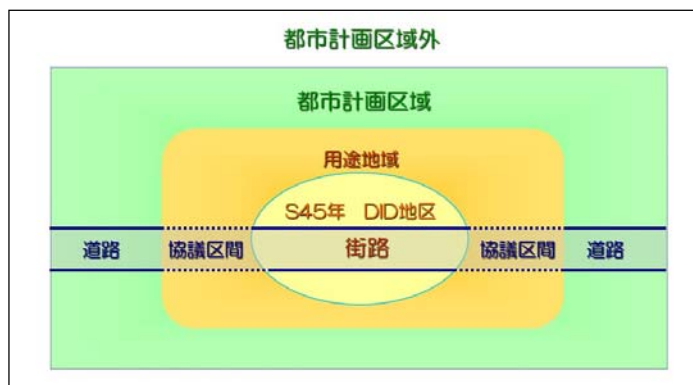 都市計画区域外
都市計画区域
用途地域
S45年 DID地区
道路 協議区間 街路 協議区間 道路